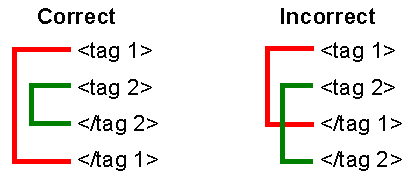 Correct
<tag 1>
<tag 2>
</tag 2>
</tag 1>
Incorrect
<tag 1>
<tag 2>
</tag 1>
</tag 2>